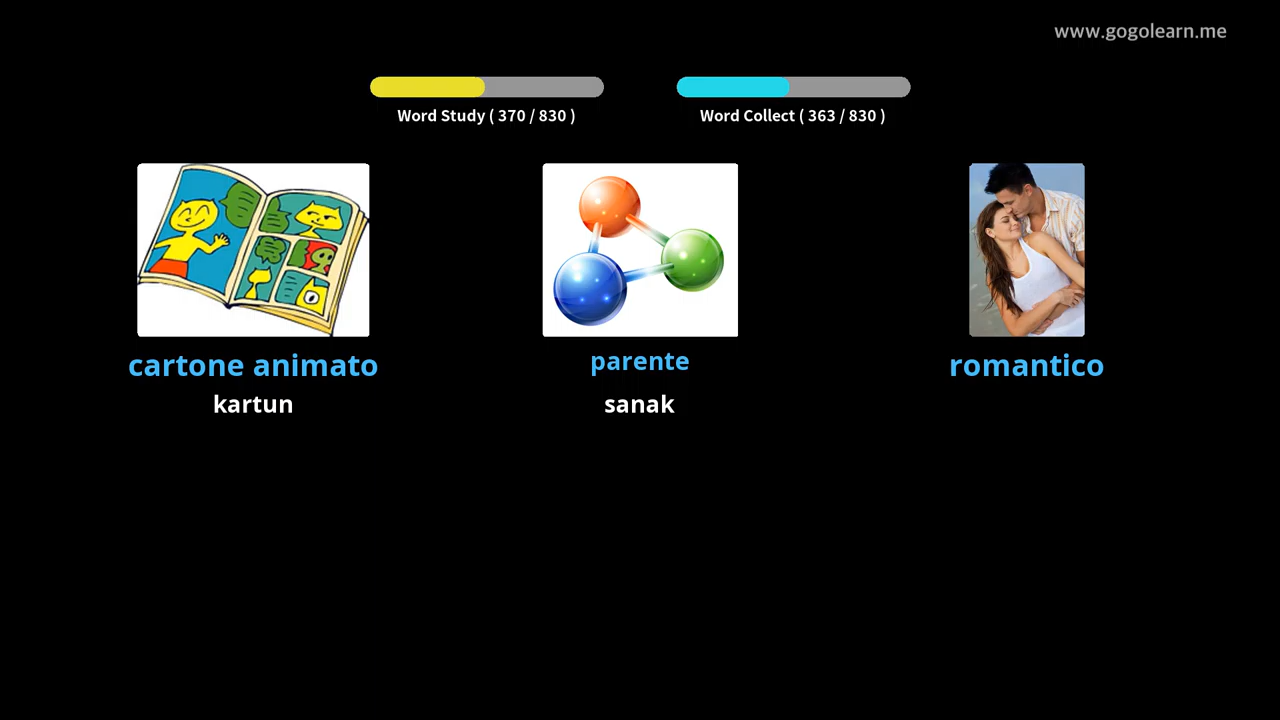 www.gogolearn.me
Word Study ( 370 / 830 )
Word Collect ( 363 / 830 )
cartone animato
parente
romantico
kartun
sanak